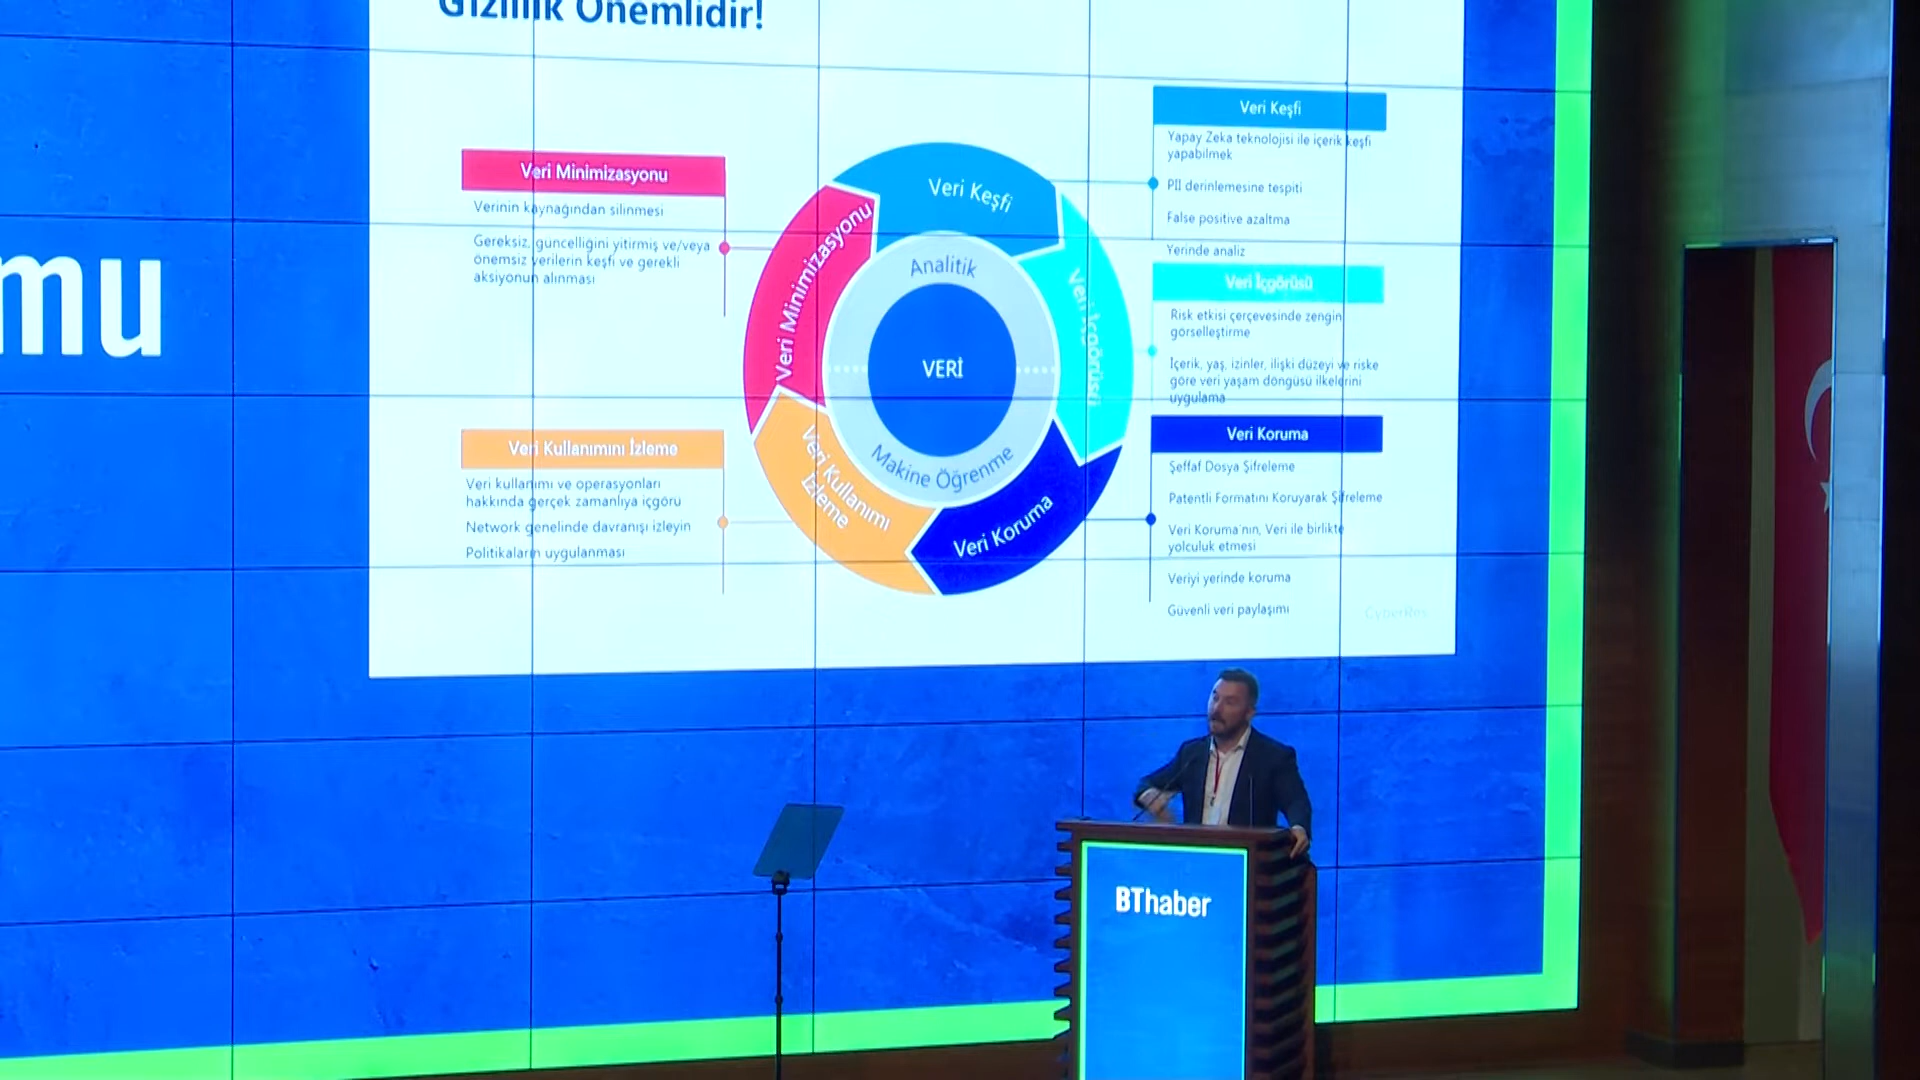 Gizlilik Önemlidir!
mu
Veri Minimizasyonu
Verinin kaynağından silinmesi
Gereksiz, güncelliğini yitirmiş ve/veya
önemsiz verilerin keşfi ve gerekli
aksiyonun alınması
Veri Kullanımını İzleme
Veri kullanımı ve operasyonları
hakkında gerçek zamanlıya içgörü
Network genelinde davranışı izleyin
Politikaların uygulanması
Veri Keşfi
Veri Minimizasyonu
Veri İçgörüsü
Analitik
VERİ
Makine Öğrenme
Veri Kullanımı
İzleme
Veri Koruma
Veri Keşfi
Yapay Zeka teknolojisi ile içerik keşfi
yapabilmek
PII derinlemesine tespiti
False positive azaltma
Yerinde analiz
Veri İçgörüsü
Risk etkisi çerçevesinde zengin
görselleştirme
İçerik, yaş, izinler, ilişki düzeyi ve riske
göre veri yaşam döngüsü ilkelerini
uygulama
Veri Koruma
Şeffaf Dosya Şifreleme
Patentli Formatını Koruyarak Şifreleme
Veri Koruma'nın, Veri ile birlikte
yolculuk etmesi
Veriyi yerinde koruma
Güvenli veri paylaşımı
CyberRes
BThaber